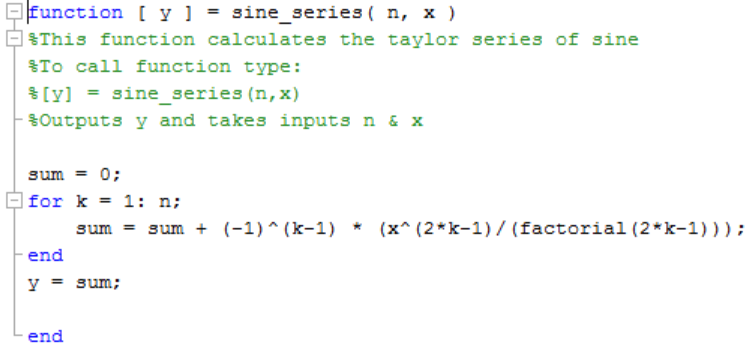 function [ y ] = sine_series( n, x )
%This function calculates the taylor series of sine
%To call function type:
%[y] = sine_series(n,x)
%Outputs y and takes inputs n & x
sum = 0;
for k = 1: n;
sum = sum + (-1)^(k-1) * (x^(2*k-1)/(factorial(2*k-1)));
end
y = sum;
end